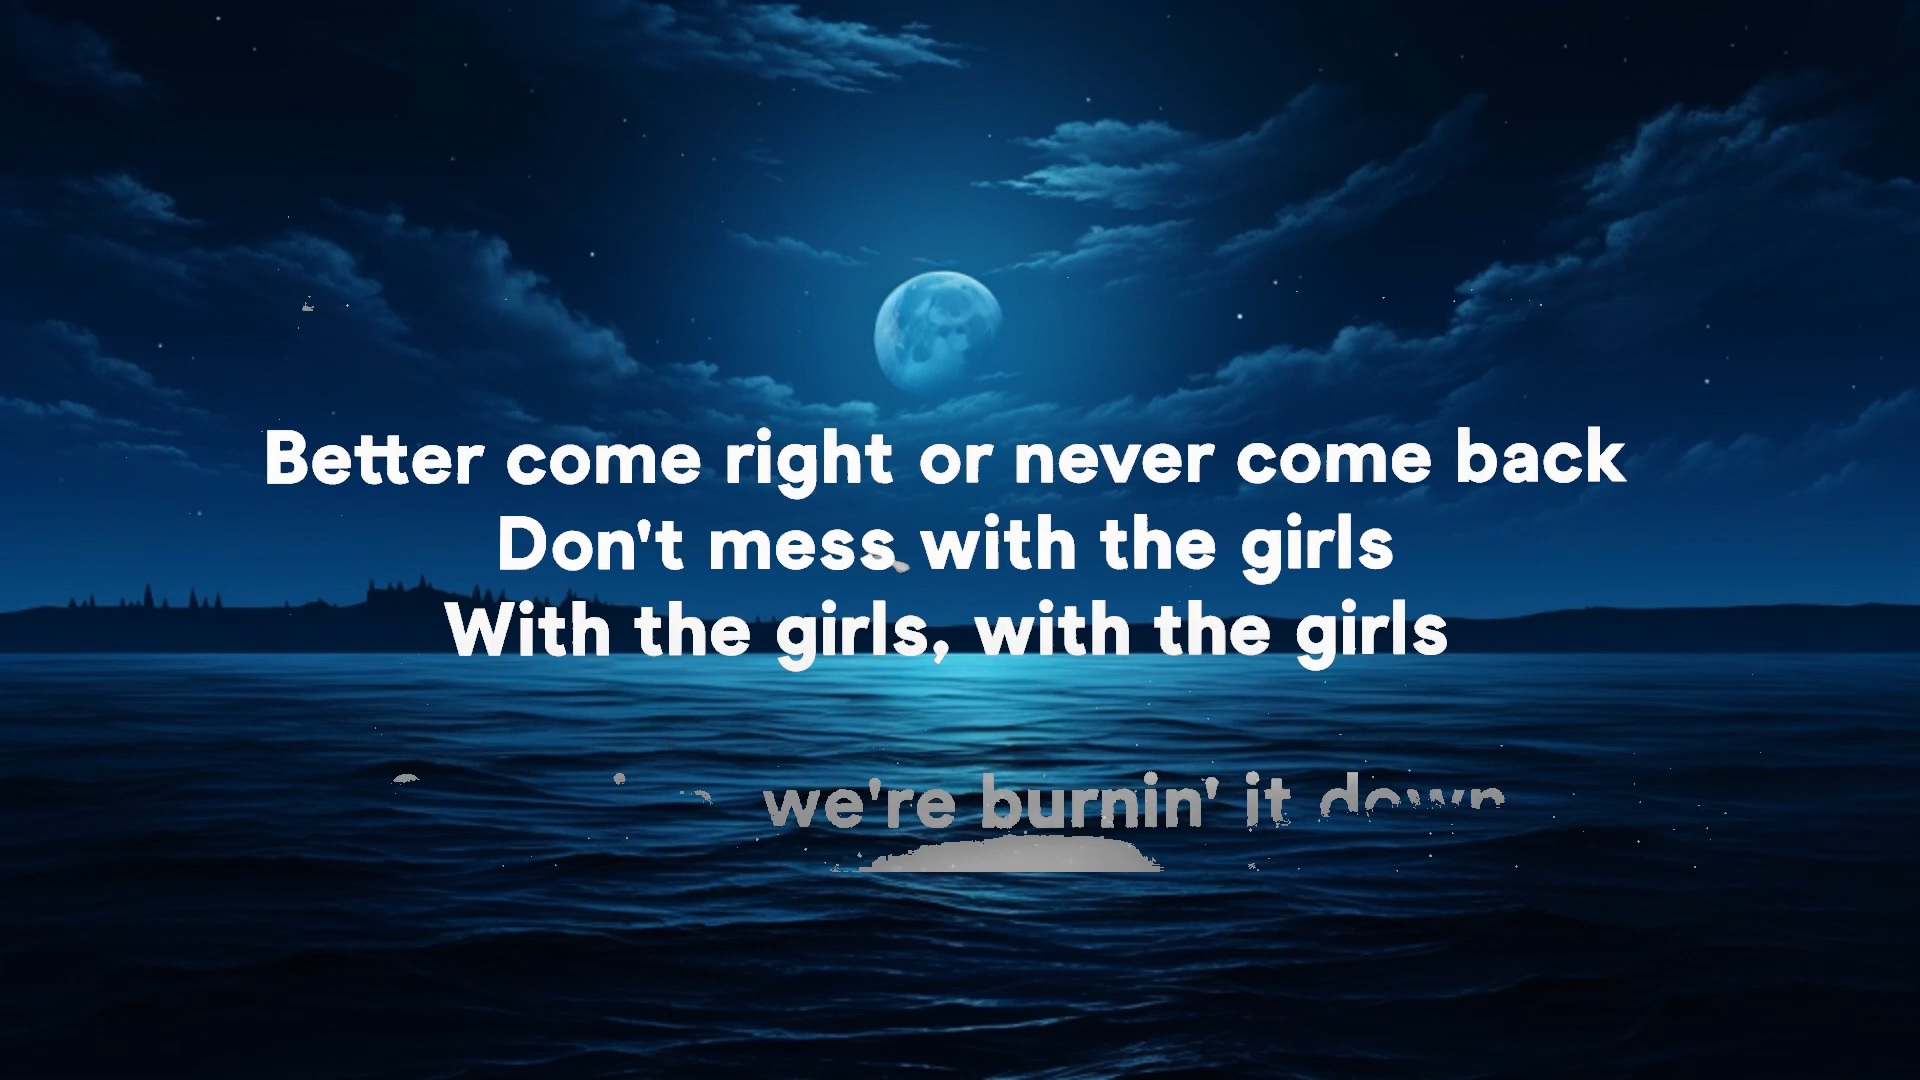 Better come right or never come back
Don't mess with the girls
With the girls, with the girls
we're burnin' it down